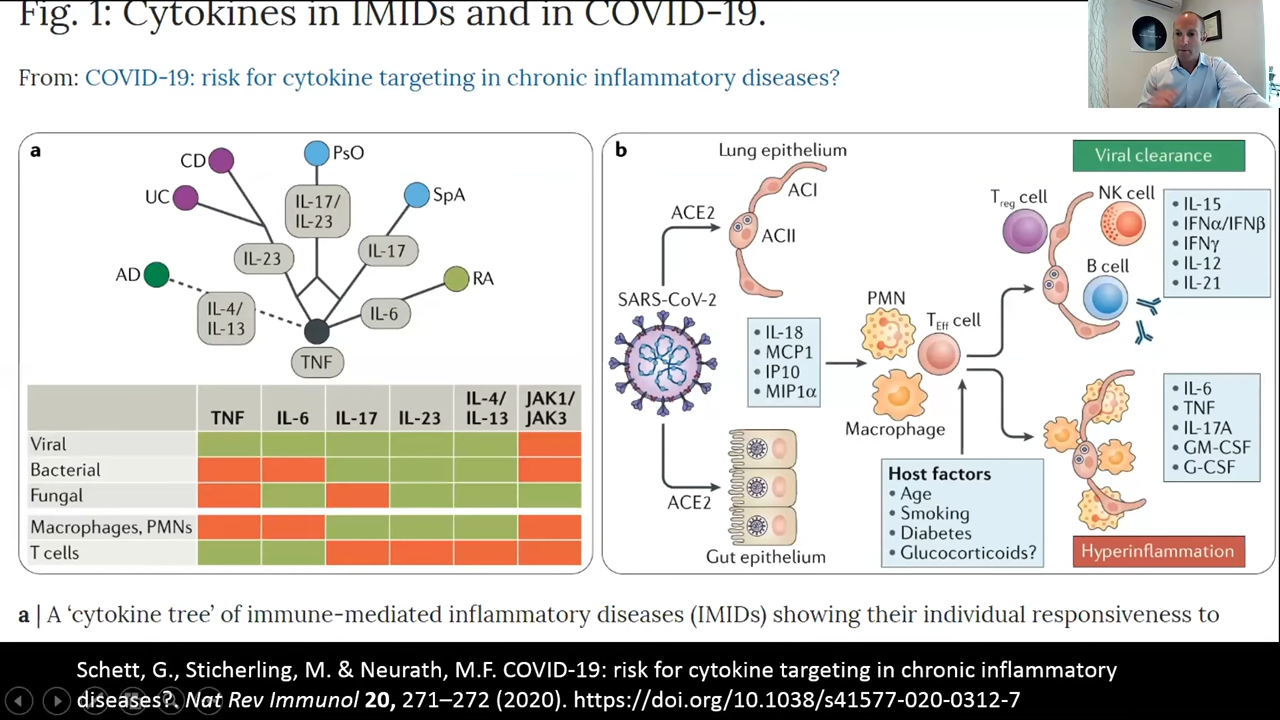 Fig. 1: Cytokines in IMIDs and in COVID-19.
From: COVID-19: risk for cytokine targeting in chronic inflammatory diseases?
a
CD
PsO
UC
SpA
IL-17/
IL-23
IL-23
IL-17
AD
RA
IL-4/
IL-13
IL-6
TNF
TNF
IL-6
IL-17
IL-23
IL-4/
IL-13
JAK1/
JAK3
Viral
Bacterial
Fungal
Macrophages, PMNs
T cells
b
Lung epithelium
Viral clearance
ACE2
ACI
ACII
Treg cell
NK cell
B cell
• IL-15
• IFNα/IFNβ
• IFNγ
• IL-12
• IL-21
SARS-CoV-2
• IL-18
• MCP1
• IP10
• MIP1α
PMN
TEff cell
Macrophage
• IL-6
• TNF
• IL-17A
• GM-CSF
• G-CSF
Host factors
• Age
• Smoking
• Diabetes
• Glucocorticoids?
ACE2
Gut epithelium
Hyperinflammation
a | A ‘cytokine tree’ of immune-mediated inflammatory diseases (IMIDs) showing their individual responsiveness to
Schett, G., Sticherling, M. & Neurath, M.F. COVID-19: risk for cytokine targeting in chronic inflammatory
diseases?. Nat Rev Immunol 20, 271–272 (2020). https://doi.org/10.1038/s41577-020-0312-7